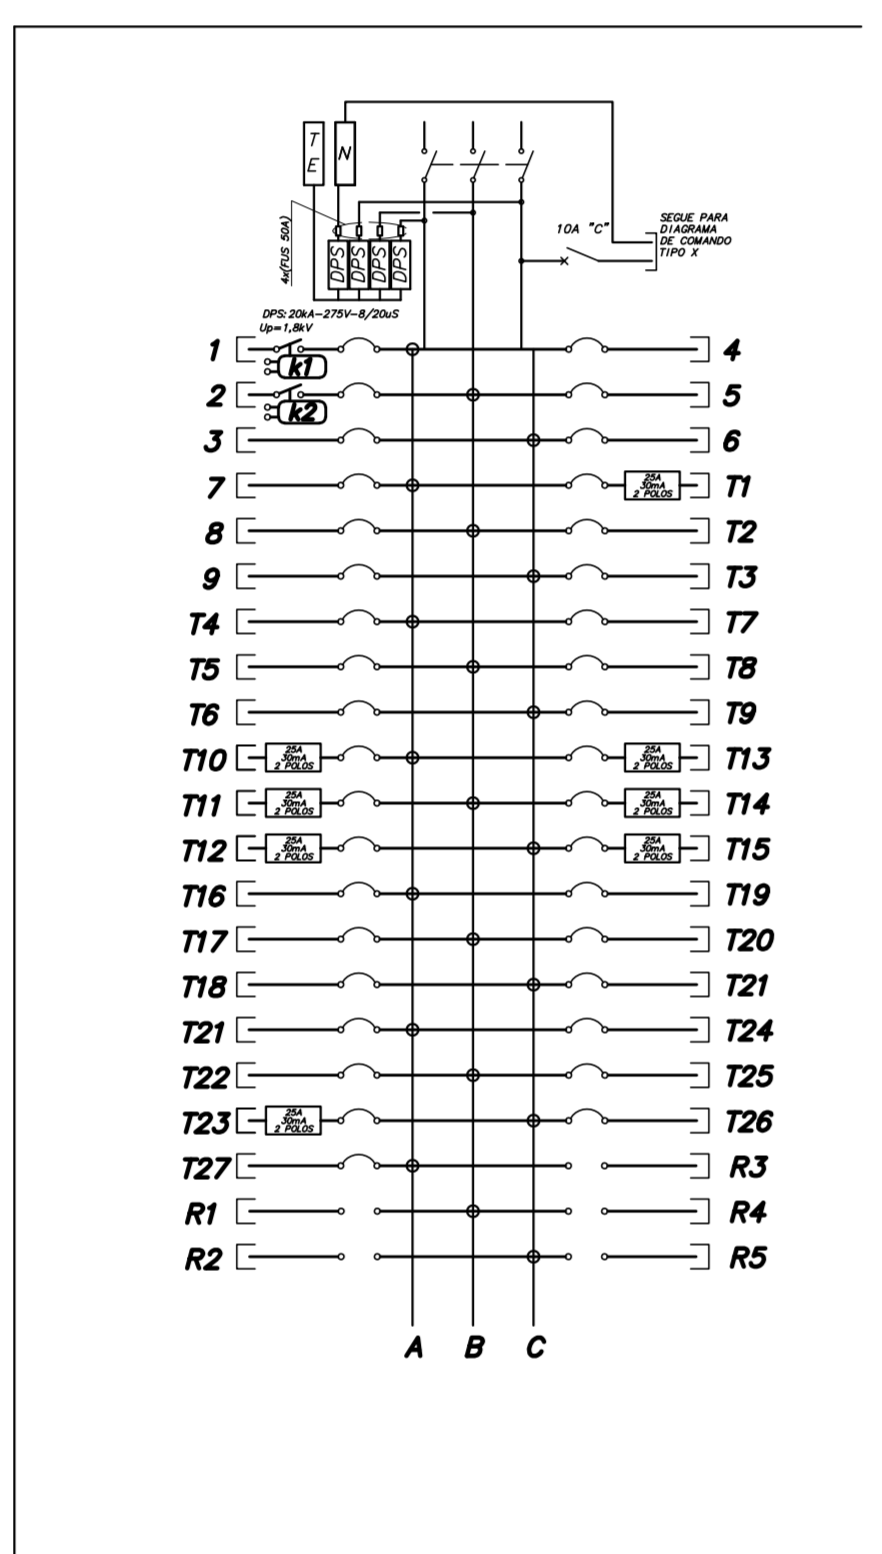 T
E
N
4x(FUS 50A)
DPS
DPS
DPS
DPS
10A "C"
SEGUE PARA
DIAGRAMA
DE COMANDO
TIPO X
DPS: 20kA-275V-8/20uS
Up=1,8kV
1
k1
4
2
k2
5
3
6
7
25A
30mA
2 POLOS
T1
8
T2
9
T3
T4
T7
T5
T8
T6
T9
T10
25A
30mA
2 POLOS
25A
30mA
2 POLOS
T13
T11
25A
30mA
2 POLOS
25A
30mA
2 POLOS
T14
T12
25A
30mA
2 POLOS
25A
30mA
2 POLOS
T15
T16
T19
T17
T20
T18
T21
T21
T24
T22
T25
T23
25A
30mA
2 POLOS
T26
T27
R3
R1
R4
R2
R5
A B C